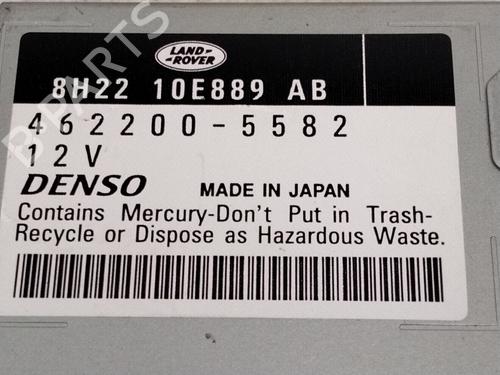 LAND-
-ROVER
8H22 10E889 AB
462200-5582
12V
DENSO MADE IN JAPAN
Contains Mercury-Don't Put in Trash-
Recycle or Dispose as Hazardous Waste.
B-PARTS